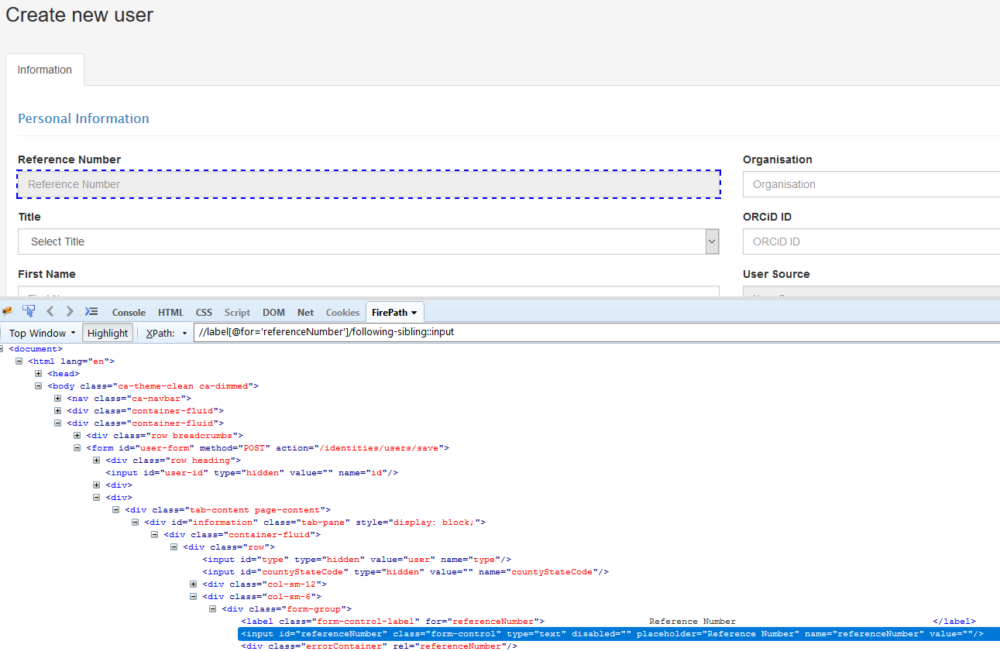 Create new user
Information
Personal Information
Reference Number
Organisation
Reference Number
Organisation
Title
ORCiD ID
Select Title
ORCiD ID
First Name
User Source
Console HTML CSS Script DOM Net Cookies FirePath
Top Window Highlight XPath: //label[@for='referenceNumber']/following-sibling::input
<document>
<html lang="en">
<head>
<body class="ca-theme-clean ca-dimmed">
<nav class="ca-navbar">
<div class="container-fluid">
<div class="container-fluid">
<div class="row breadcrumbs">
<form id="user-form" method="POST" action="/identities/users/save">
<div class="row heading">
<input id="user-id" type="hidden" value="" name="id"/>
<div>
<div>
<div class="tab-content page-content">
<div id="information" class="tab-pane" style="display: block;">
<div class="container-fluid">
<div class="row">
<input id="type" type="hidden" value="user" name="type"/>
<input id="countyStateCode" type="hidden" value="" name="countyStateCode"/>
<div class="col-sm-12">
<div class="col-sm-6">
<div class="form-group">
<label class="form-control-label" for="referenceNumber"> Reference Number </label>
<input id="referenceNumber" class="form-control" type="text" disabled="" placeholder="Reference Number" name="referenceNumber" value=""/>
<div class="errorContainer" rel="referenceNumber"/>